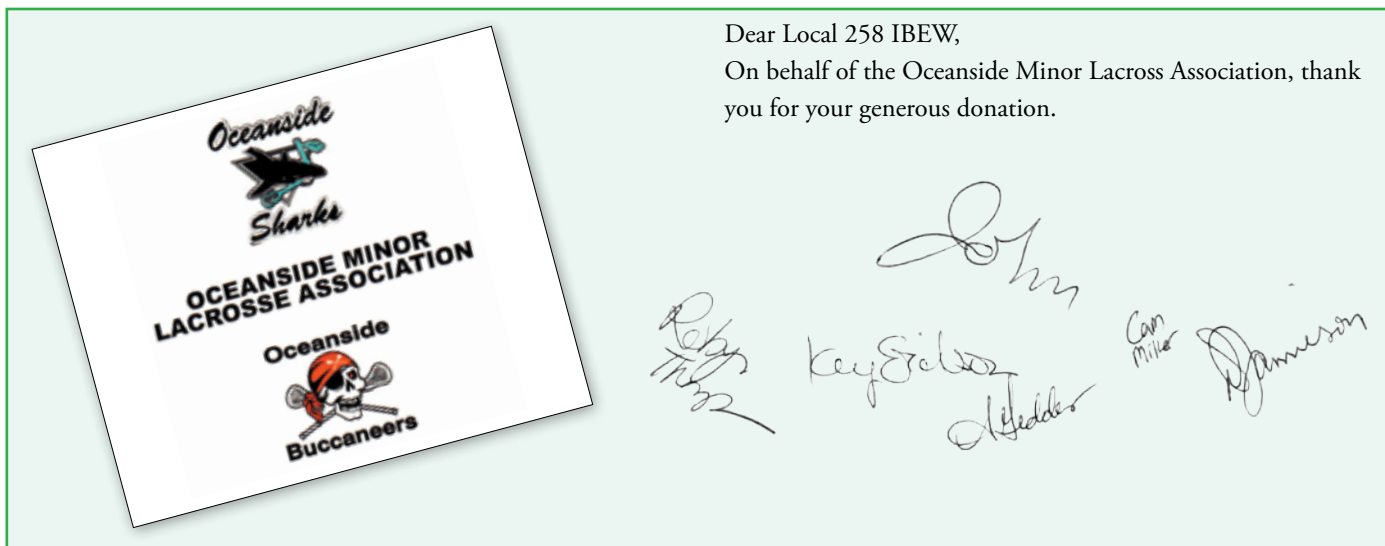 Oceanside
Sharks
OCEANSIDE MINOR
LACROSSE ASSOCIATION
Oceanside
Buccaneers
Dear Local 258 IBEW,
On behalf of the Oceanside Minor Lacross Association, thank
you for your generous donation.
Cam
Miller
DJamieson